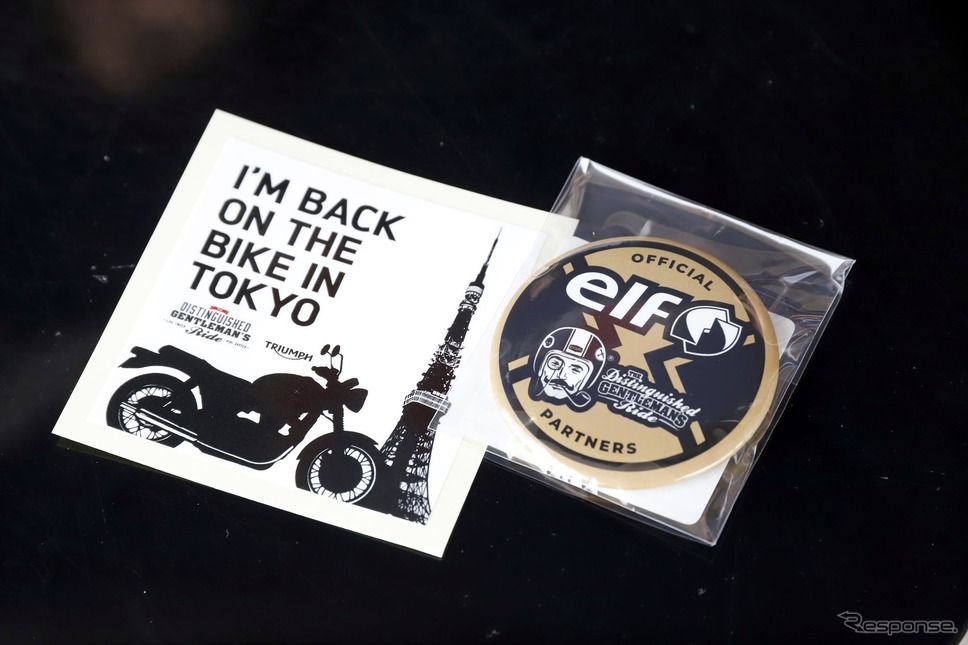 I'M BACK
ON THE
BIKE IN
TOKYO
DISTINGUISHED
GENTLEMAN'S
Ride
TRIUMPH
OFFICIAL
elf
THE
Distinguished
GENTLEMAN'S
Ride
PARTNERS
Response.